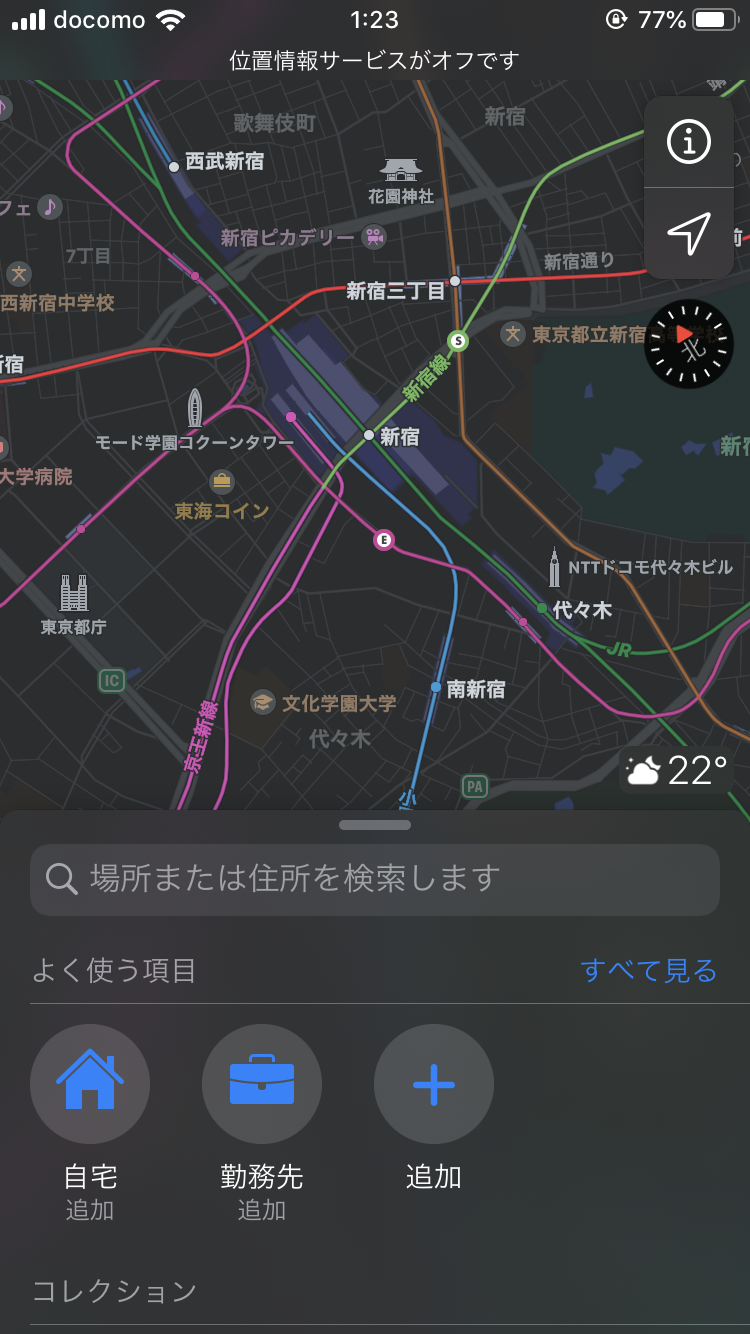 docomo 1:23 77%
位置情報サービスがオフです
歌舞伎町
新宿
西武新宿
花園神社
フェ
新宿ピカデリー
7丁目
新宿通り
前
西新宿中学校
新宿三丁目
S
東京都立新宿
北
宿
新宿線
モード学園コクーンタワー
新宿
大学病院
新宿
東海コイン
E
NTTドコモ代々木ビル
東京都庁
代々木
JR
IC
南新宿
文化学園大学
京王新線
代々木
22°
PA
小
場所または住所を検索します
よく使う項目 すべて見る
自宅 勤務先 追加
追加 追加
コレクション